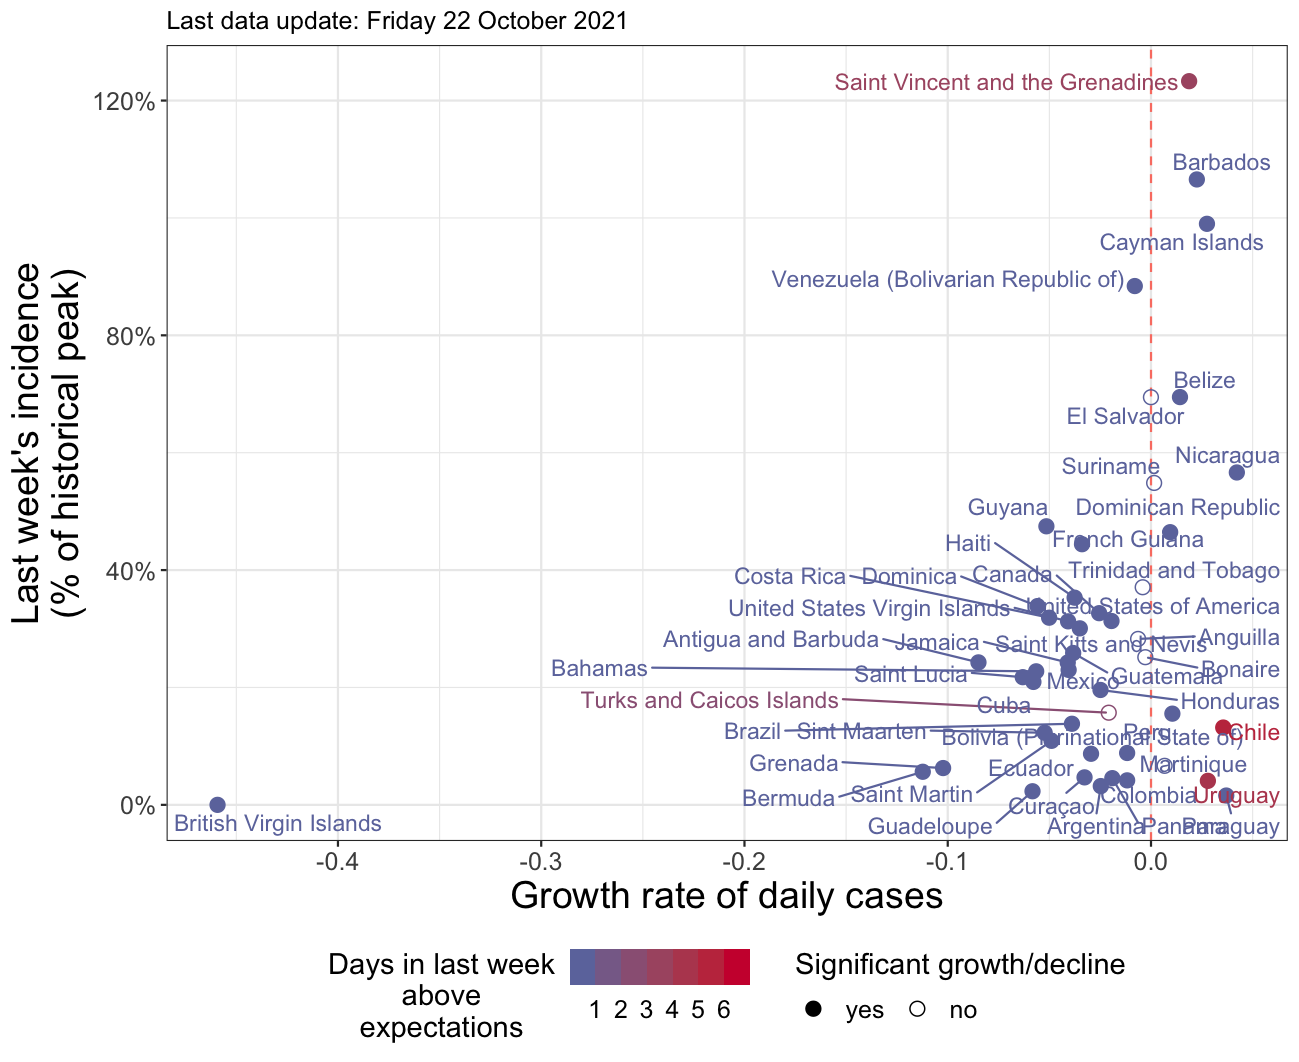 Last data update: Friday 22 October 2021
Last week's incidence
(% of historical peak)
120%
80%
40%
0%
Saint Vincent and the Grenadines
Barbados
Cayman Islands
Venezuela (Bolivarian Republic of)
Belize
El Salvador
Nicaragua
Suriname
Guyana
Dominican Republic
French Guiana
Haiti
Trinidad and Tobago
Costa Rica
Dominica
Canada
United States Virgin Islands
United States of America
Antigua and Barbuda
Jamaica
Saint Kitts and Nevis
Anguilla
Bahamas
Saint Lucia
Mexico
Guatemala
Bonaire
Turks and Caicos Islands
Cuba
Honduras
Brazil
Sint Maarten
Bolivia (Plurinational State of)
Peru
Chile
Grenada
Ecuador
Martinique
Bermuda
Saint Martin
Curaçao
Colombia
Uruguay
British Virgin Islands
Guadeloupe
Argentina
Panama
Paraguay
-0.4
-0.3
-0.2
-0.1
0.0
Growth rate of daily cases
Days in last week
above
expectations
1 2 3 4 5 6
Significant growth/decline
yes
no